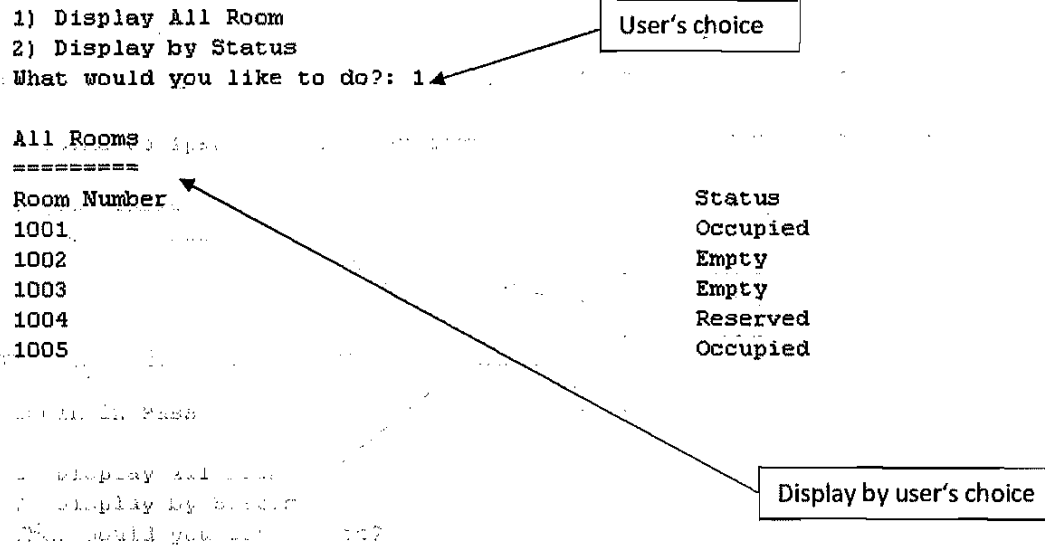 1) Display All Room
User's choice
2) Display by Status
What would you like to do?: 1
All Rooms
=========
Room Number Status
1001 Occupied
1002 Empty
1003 Empty
1004 Reserved
1005 Occupied
Display by user's choice